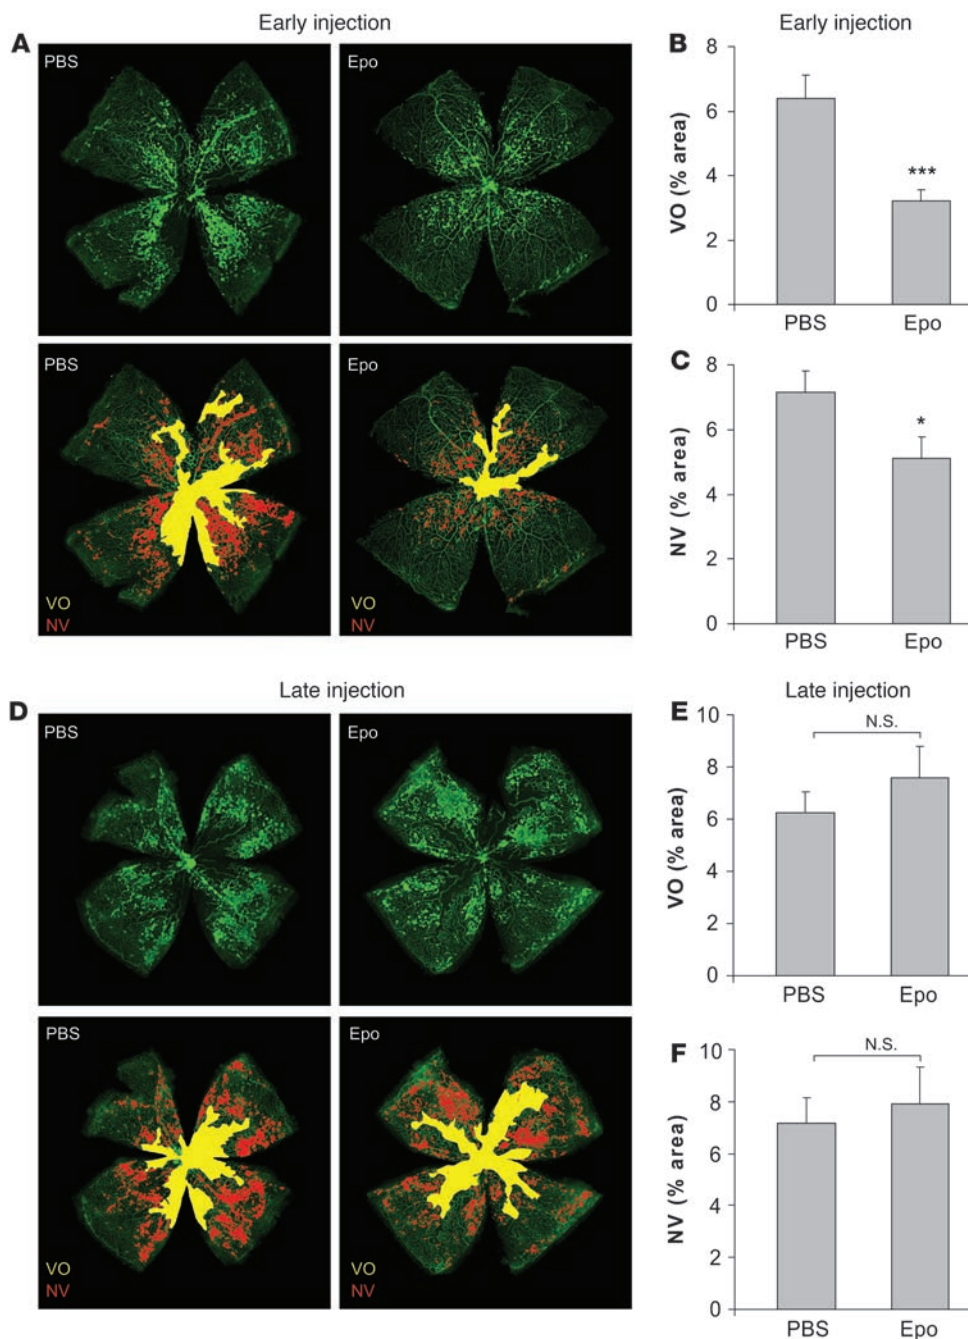 Early injection
A
PBS
Epo
PBS
VO
NV
Epo
VO
NV
B
Early injection
8
6
4
2
0
VO (% area)
***
PBS
Epo
C
8
6
4
2
0
NV (% area)
*
PBS
Epo
Late injection
D
PBS
Epo
PBS
VO
NV
Epo
VO
NV
E
Late injection
10
8
6
4
2
0
VO (% area)
N.S.
PBS
Epo
F
10
8
6
4
2
0
NV (% area)
N.S.
PBS
Epo